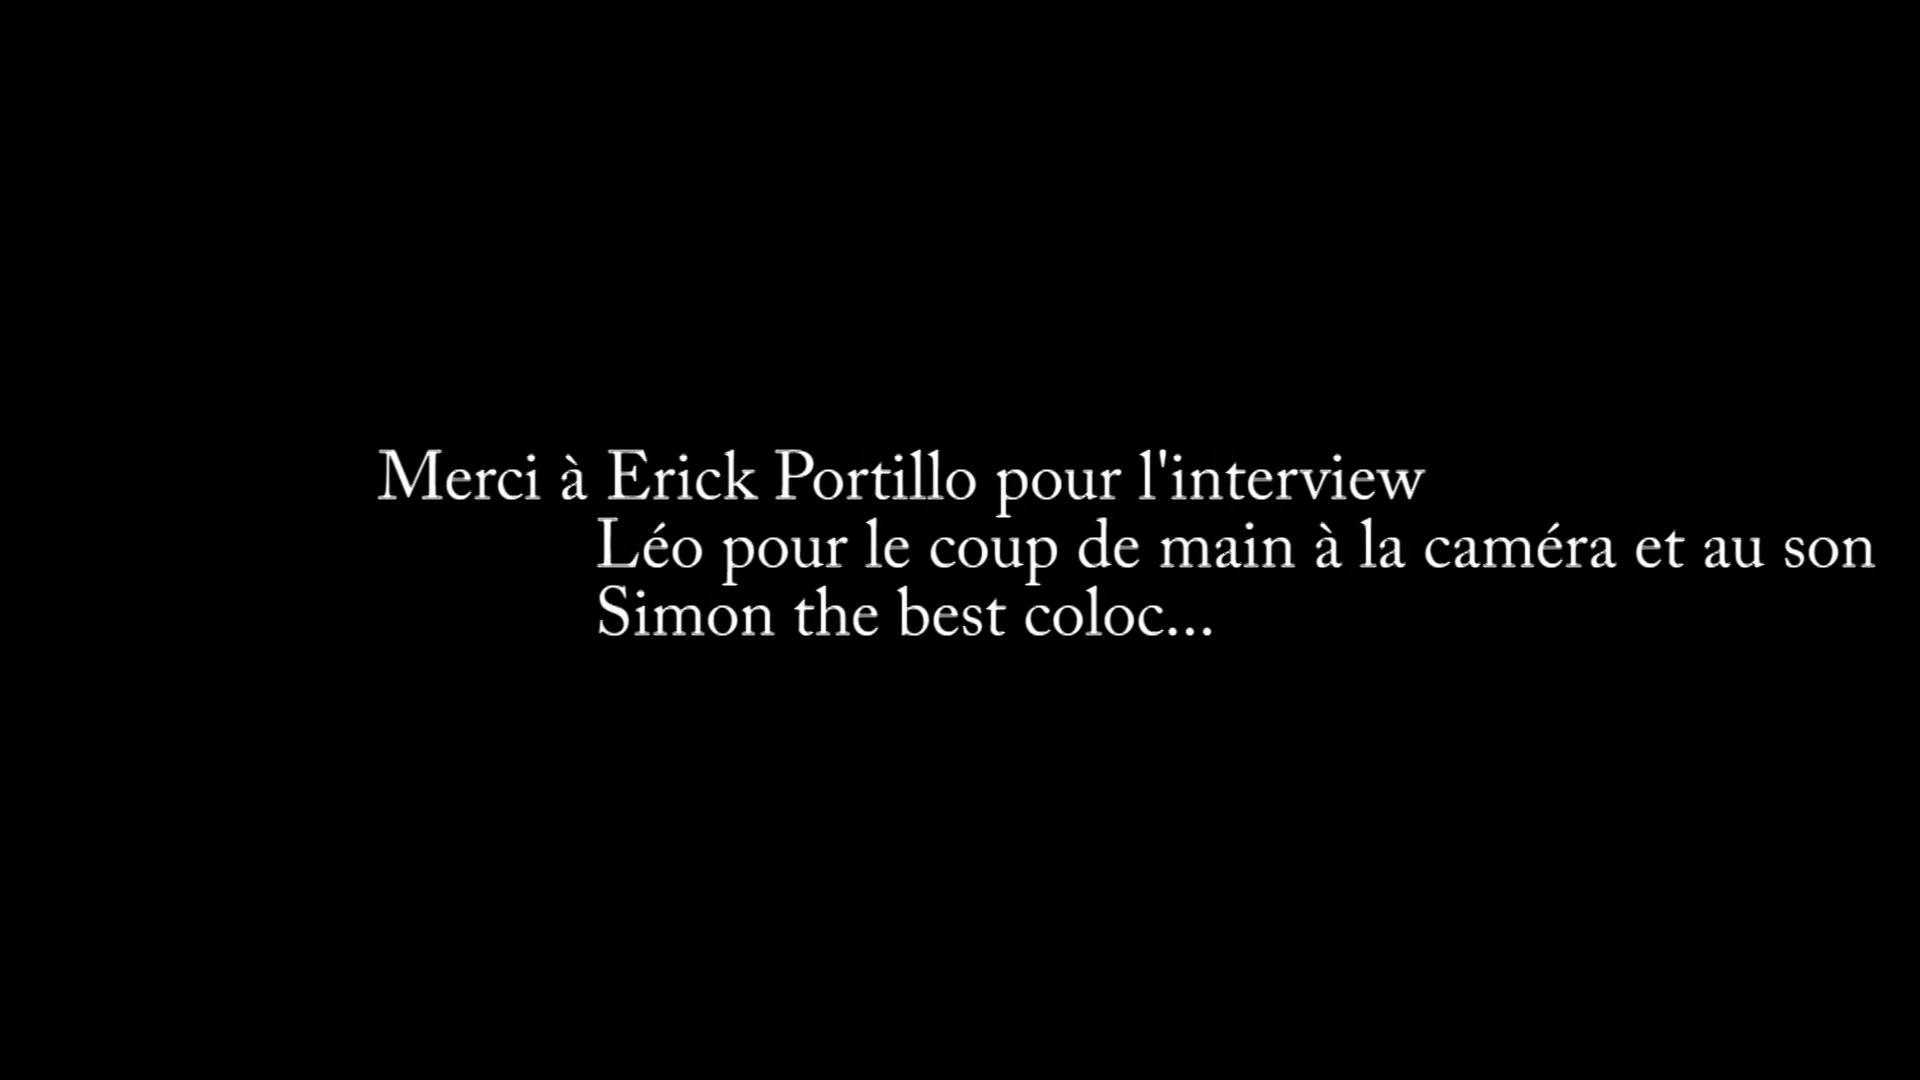 Merci à Erick Portillo pour l'interview
Léo pour le coup de main à la caméra et au son
Simon the best coloc...